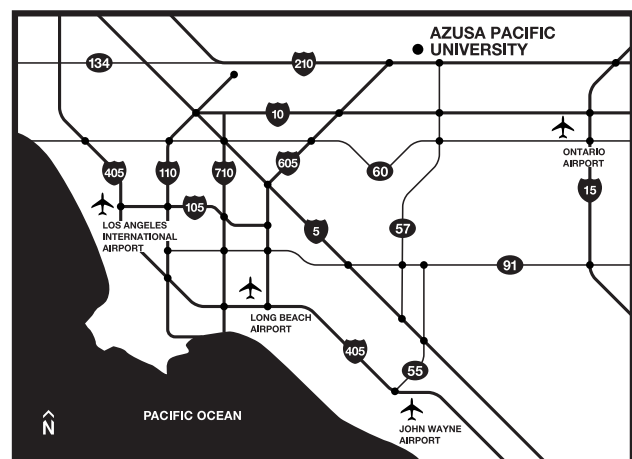 AZUSA PACIFIC
UNIVERSITY
134
210
10
ONTARIO
AIRPORT
405
110
710
605
60
15
105
LOS ANGELES
INTERNATIONAL
AIRPORT
5
57
91
LONG BEACH
AIRPORT
405
55
PACIFIC OCEAN
N
JOHN WAYNE
AIRPORT